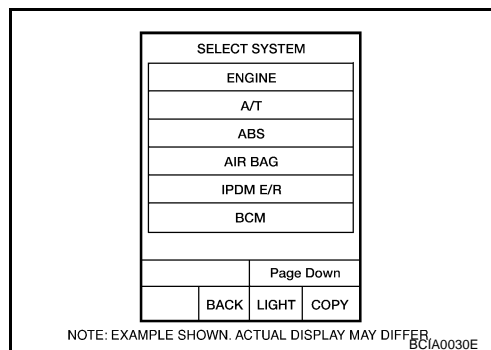 SELECT SYSTEM
ENGINE
A/T
ABS
AIR BAG
IPDM E/R
BCM
Page Down
BACK LIGHT COPY
NOTE: EXAMPLE SHOWN. ACTUAL DISPLAY MAY DIFFER.
BCIA0030E